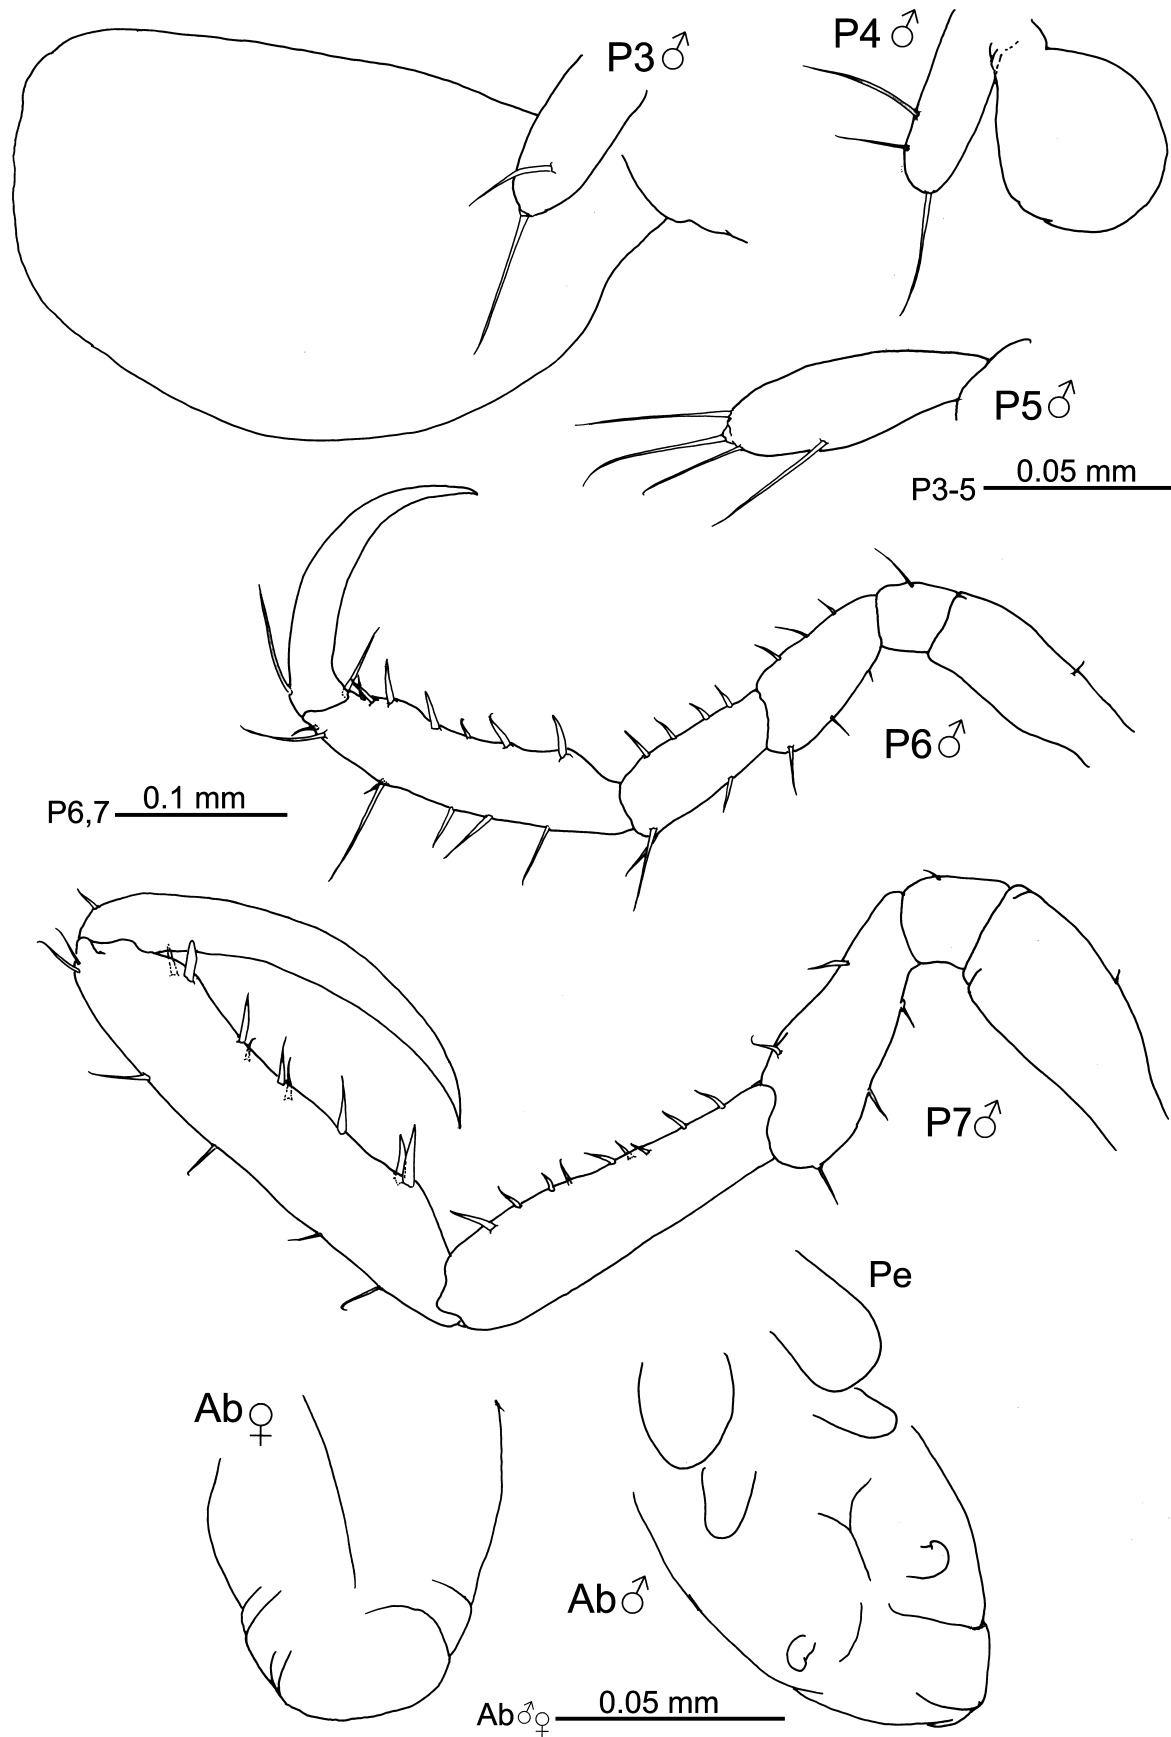 P3♂
P4♂
P5♂
P3-5 0.05 mm
P6♂
P6,7 0.1 mm
P7♂
Pe
Ab♀
Ab♂
Ab♂♀ 0.05 mm